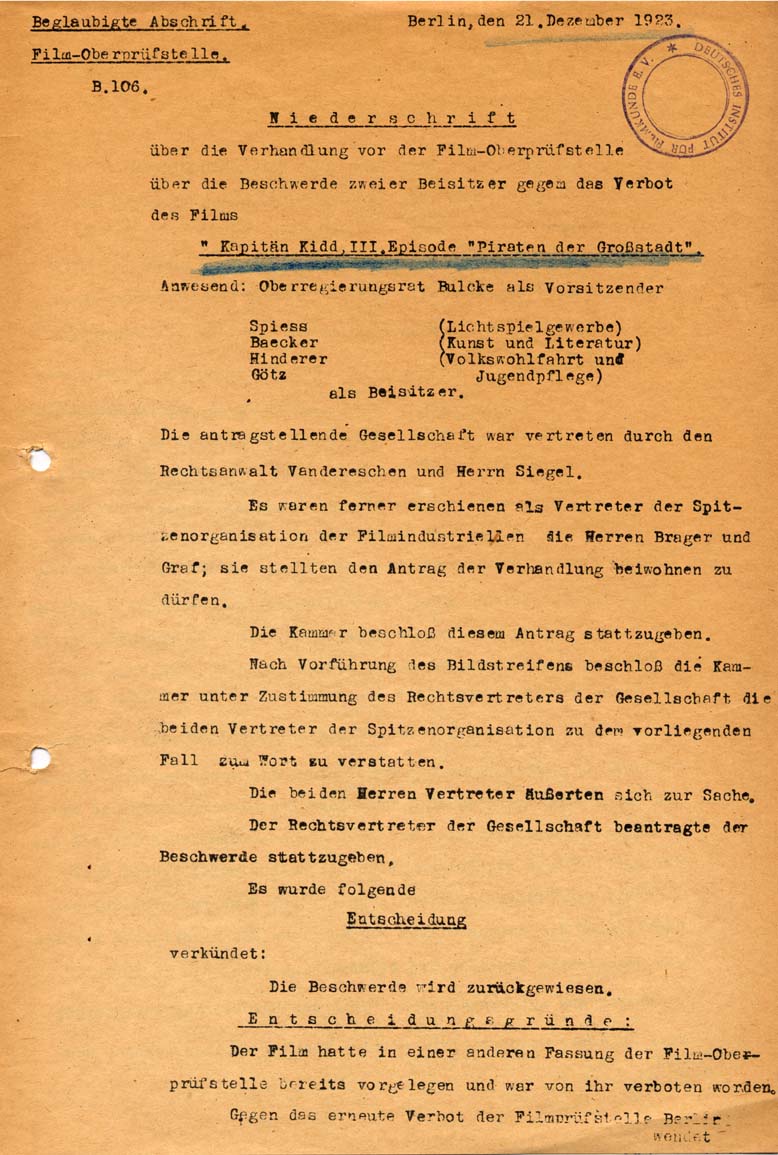 Beglaubigte Abschrift.
Berlin, den 21. Dezember 1923.
Film-Oberprüfstelle.
B.106.
DEUTSCHES INSTITUT FÜR FILMKUNDE E.V. *
Niederschrift
über die Verhandlung vor der Film-Oberprüfstelle
über die Beschwerde zweier Beisitzer gegem das Verbot
des Films
" Kapitän Kidd, III. Episode "Piraten der Großstadt".
Anwesend: Oberregierungsrat Bulcke als Vorsitzender
Spiess (Lichtspielgewerbe)
Baecker (Kunst und Literatur)
Hinderer (Volkswohlfahrt und
Götz Jugendpflege)
als Beisitzer.
Die antragstellende Gesellschaft war vertreten durch den
Rechtsanwalt Vandereschen und Herrn Siegel.
Es waren ferner erschienen als Vertreter der Spit-
zenorganisation der Filmindustriellen die Herren Brager und
Graf; sie stellten den Antrag der Verhandlung beiwohnen zu
dürfen.
Die Kammer beschloß diesem Antrag stattzugeben.
Nach Vorführung des Bildstreifens beschloß die Kam-
mer unter Zustimmung des Rechtsvertreters der Gesellschaft die
beiden Vertreter der Spitzenorganisation zu dem vorliegenden
Fall zum Wort zu verstatten.
Die beiden Herren Vertreter äußerten sich zur Sache.
Der Rechtsvertreter der Gesellschaft beantragte der
Beschwerde stattzugeben.
Es wurde folgende
Entscheidung
verkündet:
Die Beschwerde wird zurückgewiesen.
Entscheidungsgründe:
Der Film hatte in einer anderen Fassung der Film-Ober-
prüfstelle bereits vorgelegen und war von ihr verboten worden.
Gegen das erneute Verbot der Filmprüfstelle Berlin
wendet